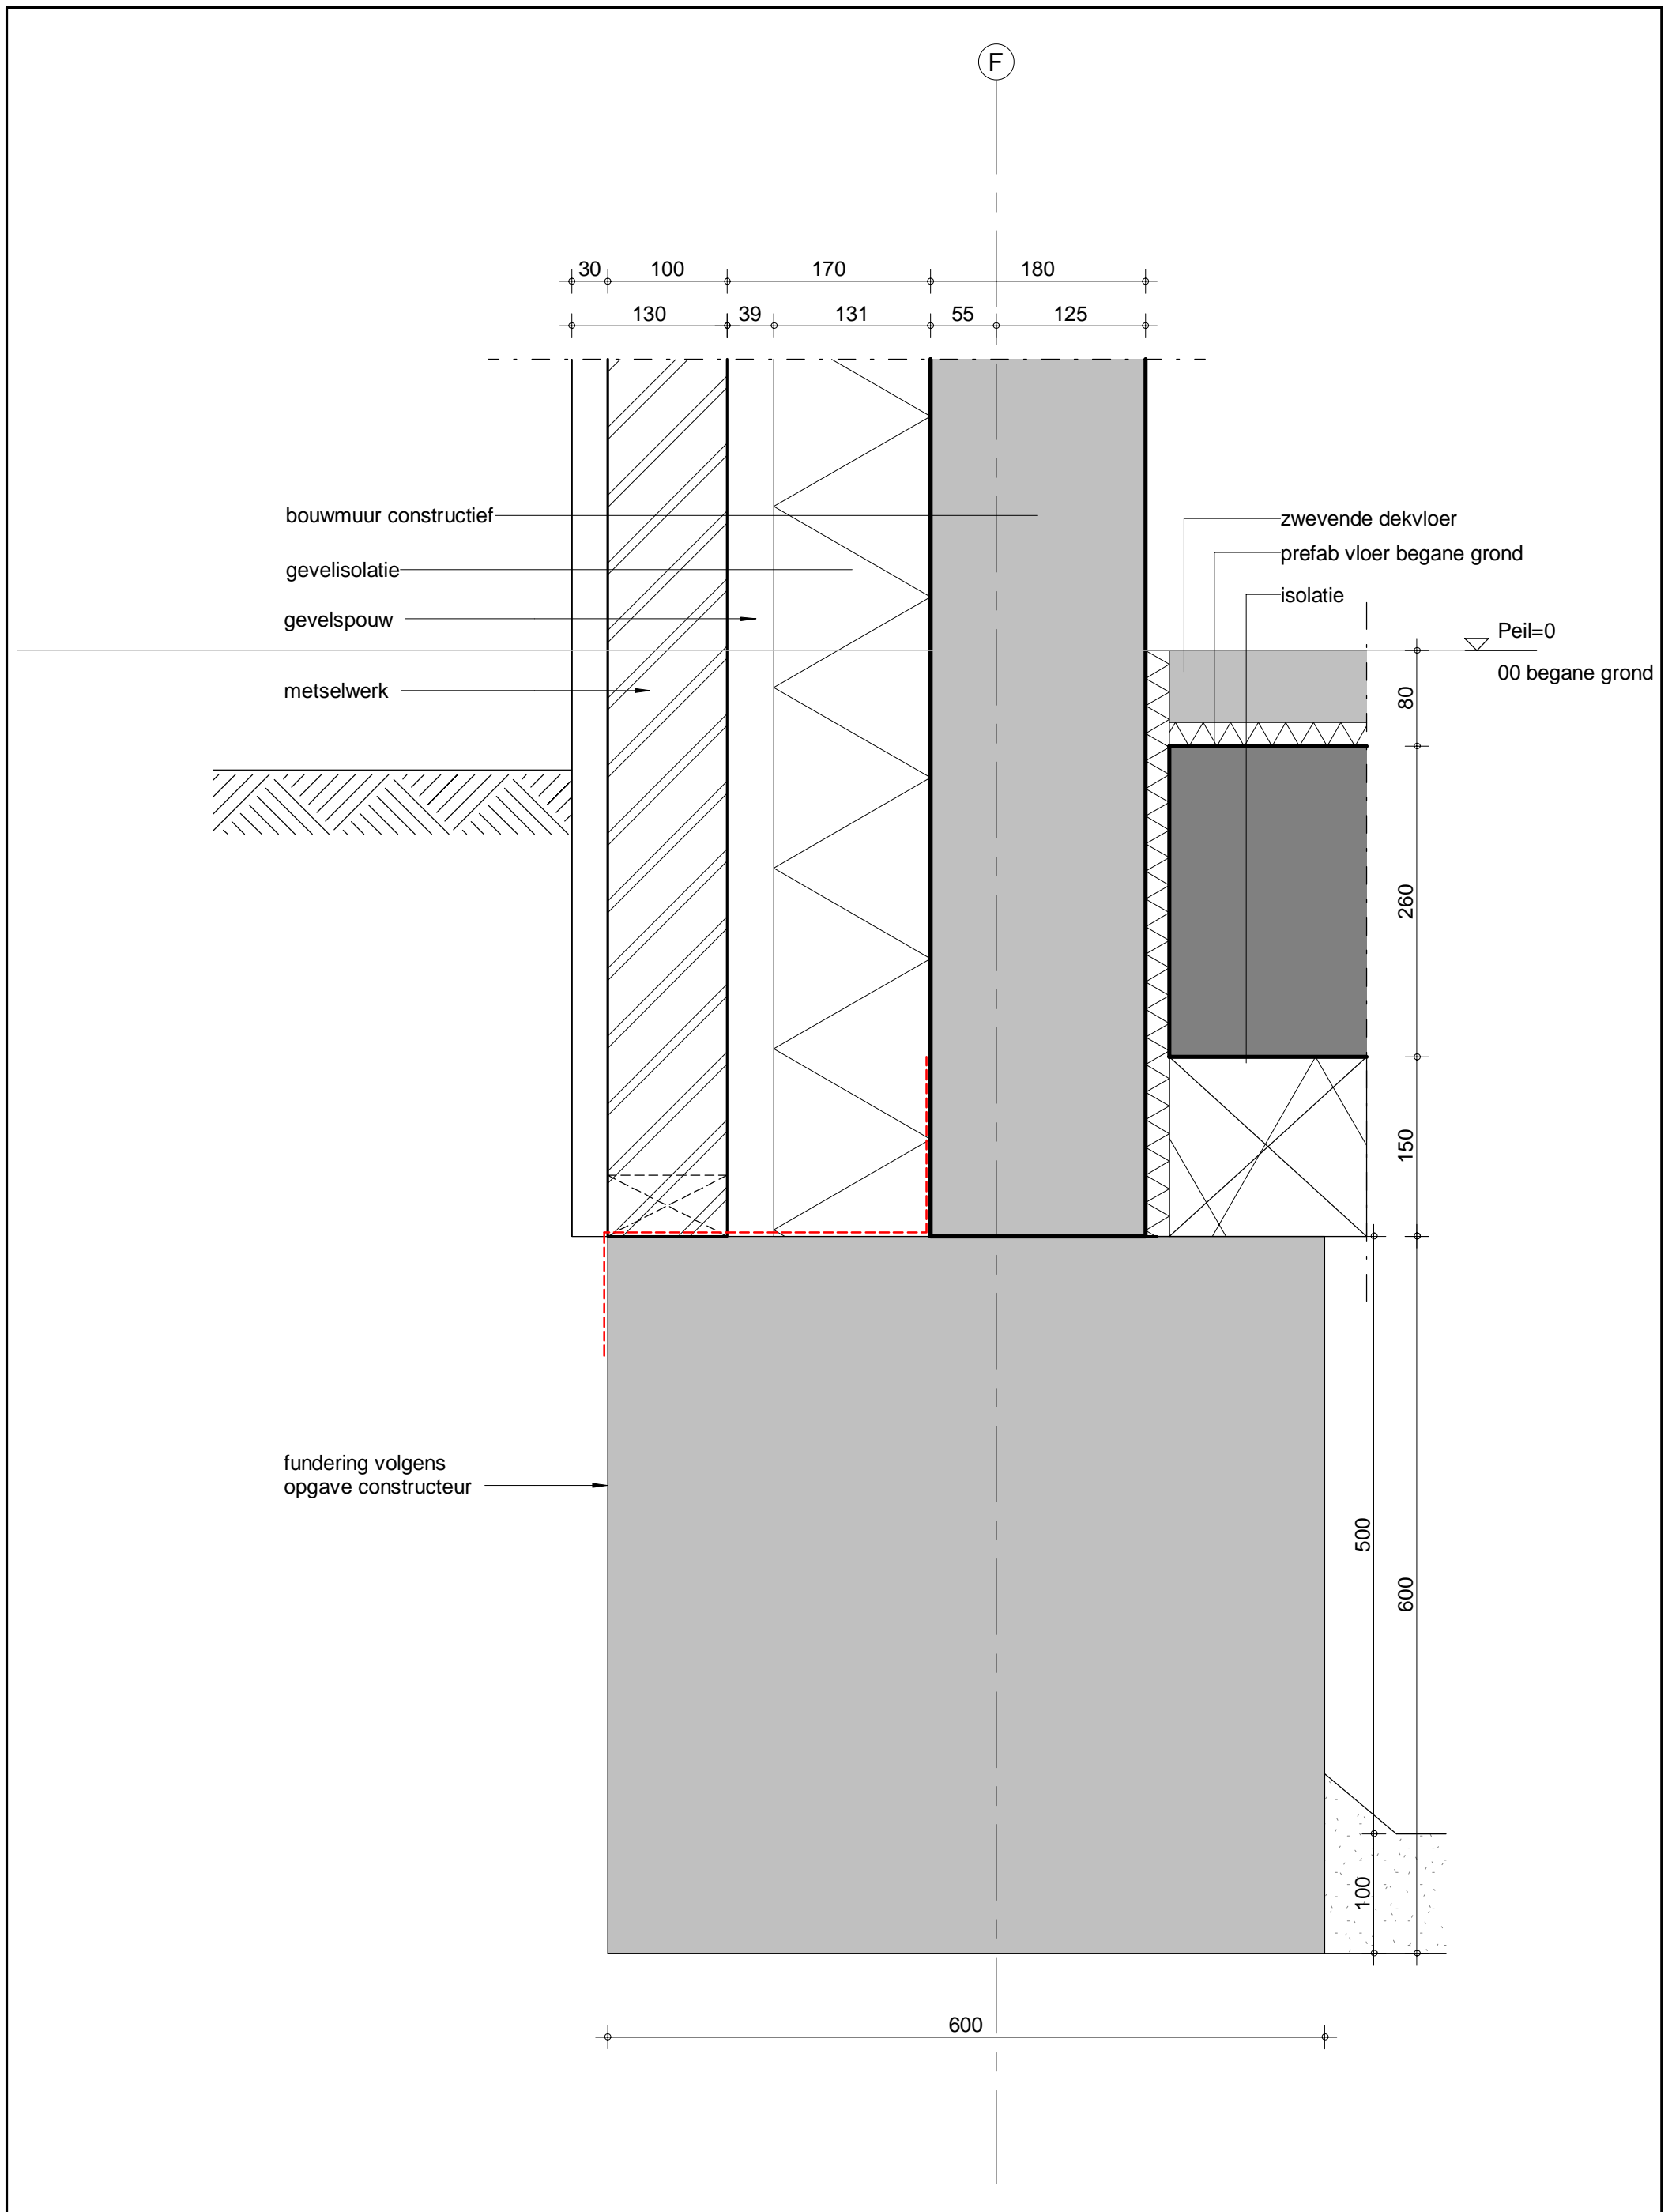 F
30 100 170 180
130 39 131 55 125
bouwmuur constructief
zwevende dekvloer
prefab vloer begane grond
gevelisolatie
isolatie
gevelspouw
Peil=0
00 begane grond
metselwerk
80
260
150
fundering volgens
opgave constructeur
500
600
100
600